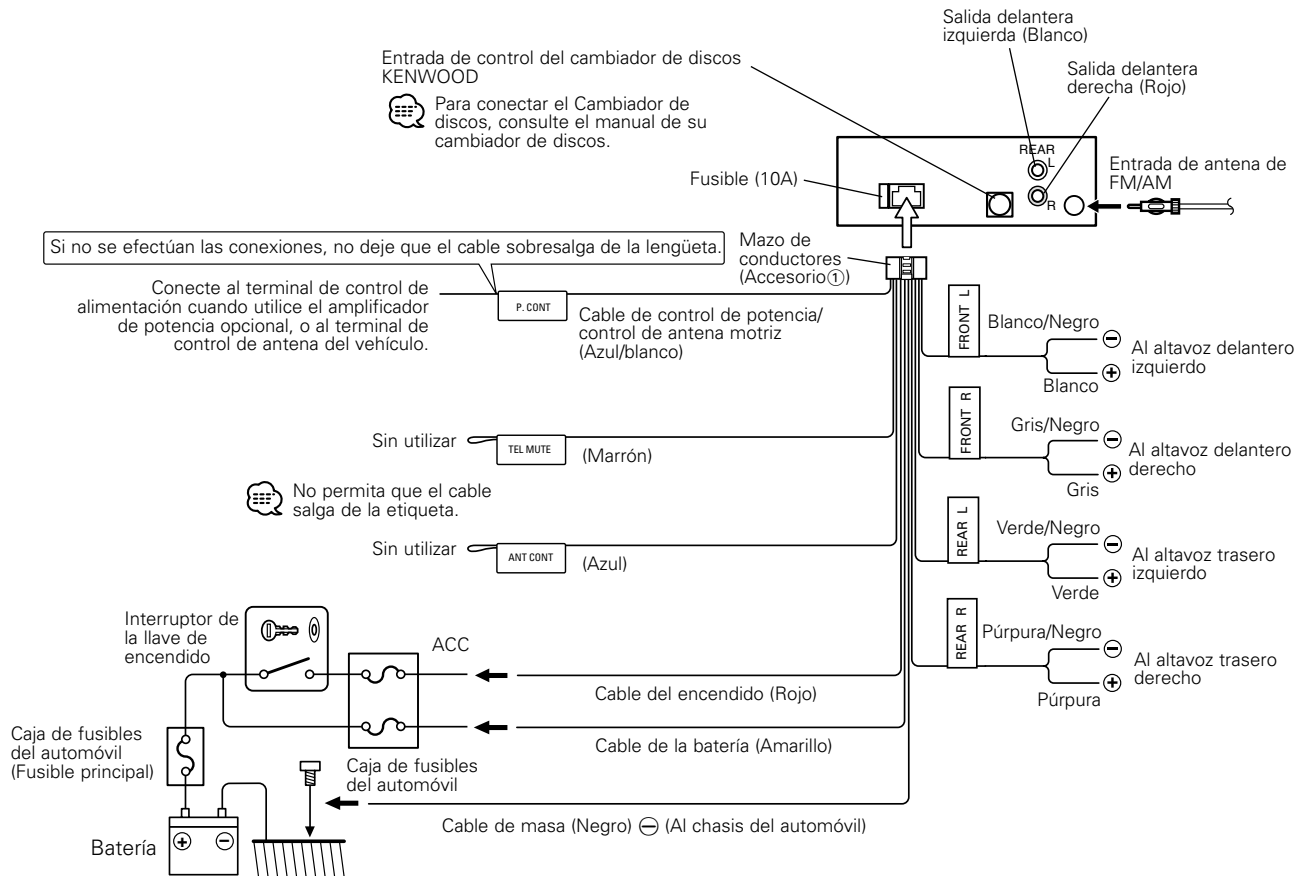 Salida delantera
izquierda (Blanco)
Entrada de control del cambiador de discos
KENWOOD
Salida delantera
derecha (Rojo)
Para conectar el Cambiador de
discos, consulte el manual de su
cambiador de discos.
REAR
L
R
Fusible (10A)
Entrada de antena de
FM/AM
Si no se efectúan las conexiones, no deje que el cable sobresalga de la lengüeta.
Mazo de
conductores
(Accesorio①)
Conecte al terminal de control de
alimentación cuando utilice el amplificador
de potencia opcional, o al terminal de
control de antena del vehículo.
P. CONT
Cable de control de potencia/
control de antena motriz
(Azul/blanco)
FRONT L
Blanco/Negro
⊖
Al altavoz delantero
izquierdo
⊕
Blanco
FRONT R
Gris/Negro
⊖
Al altavoz delantero
derecho
⊕
Gris
Sin utilizar
TEL MUTE
(Marrón)
No permita que el cable
salga de la etiqueta.
REAR L
Verde/Negro
⊖
Al altavoz trasero
izquierdo
⊕
Verde
Sin utilizar
ANT CONT
(Azul)
REAR R
Púrpura/Negro
⊖
Al altavoz trasero
derecho
⊕
Púrpura
Interruptor de
la llave de
encendido
ACC
Cable del encendido (Rojo)
Cable de la batería (Amarillo)
Caja de fusibles
del automóvil
(Fusible principal)
Caja de fusibles
del automóvil
Cable de masa (Negro) ⊖ (Al chasis del automóvil)
Batería
⊕ ⊖